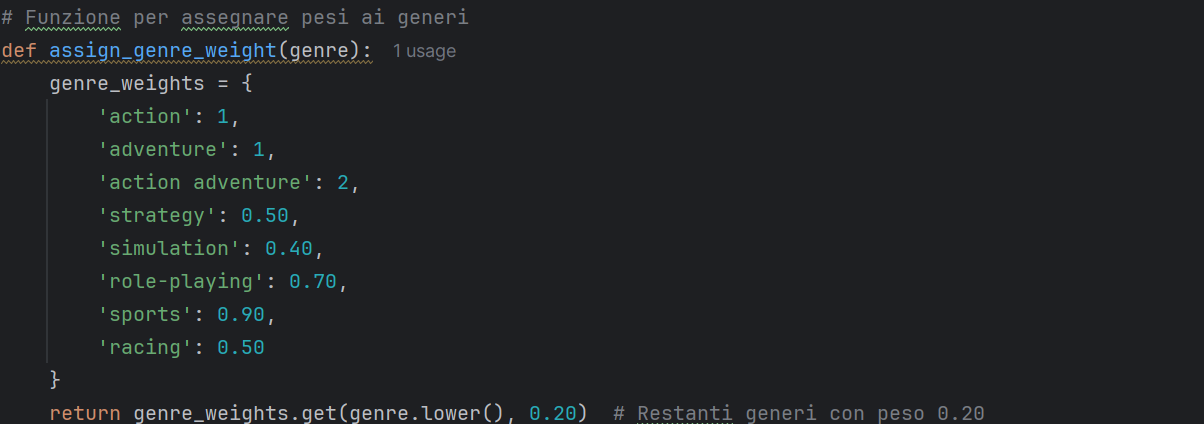 # Funzione per assegnare pesi ai generi
def assign_genre_weight(genre): 1 usage
    genre_weights = {
        'action': 1,
        'adventure': 1,
        'action adventure': 2,
        'strategy': 0.50,
        'simulation': 0.40,
        'role-playing': 0.70,
        'sports': 0.90,
        'racing': 0.50
    }
    return genre_weights.get(genre.lower(), 0.20)  # Restanti generi con peso 0.20